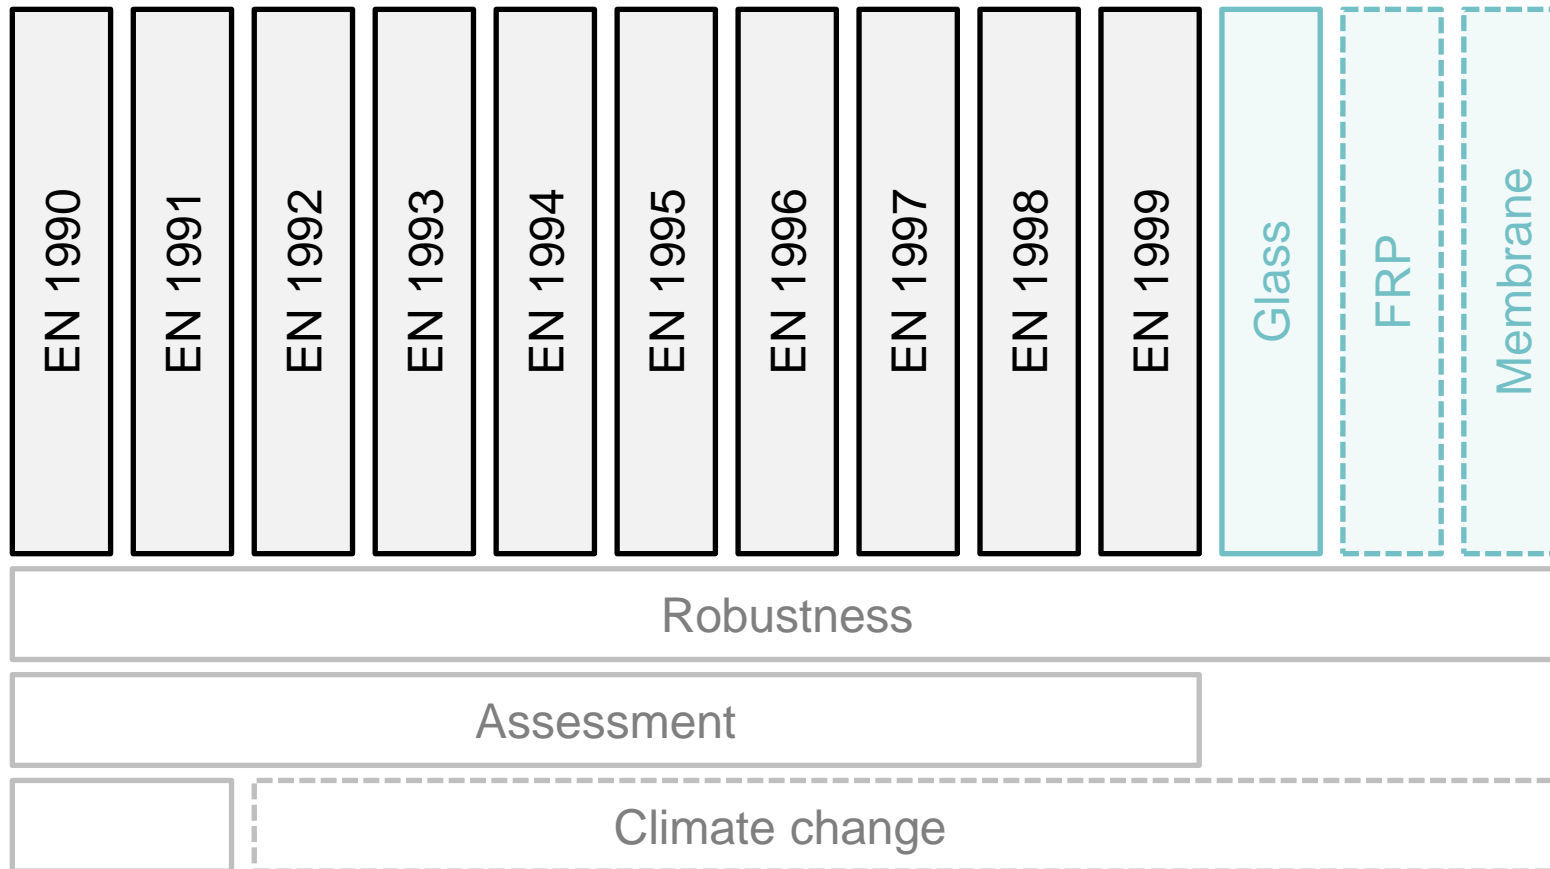 EN 1990
EN 1991
EN 1992
EN 1993
EN 1994
EN 1995
EN 1996
EN 1997
EN 1998
EN 1999
Glass
FRP
Membrane
Robustness
Assessment
Climate change